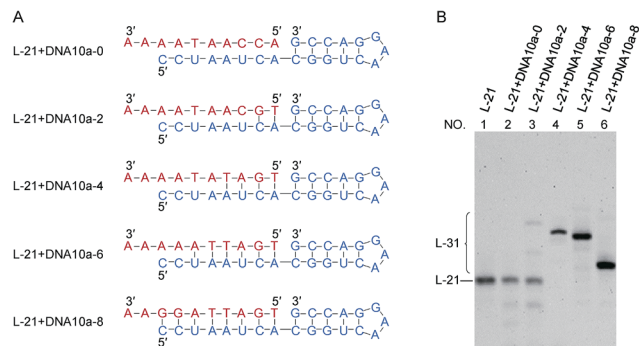 A
B
L-21+DNA10a-0
3′ 5′ 3′
A A A A T A A C C A G C C A G G
C C U A A U C A C G G U C A A
5′
L-21+DNA10a-2
3′ 5′ 3′
A A A A T A A C G T G C C A G G
C C U A A U C A C G G U C A A
5′
L-21+DNA10a-4
3′ 5′ 3′
A A A A T A T A G T G C C A G G
C C U A A U C A C G G U C A A
5′
L-21+DNA10a-6
3′ 5′ 3′
A A A A A T T A G T G C C A G G
C C U A A U C A C G G U C A A
5′
L-21+DNA10a-8
3′ 5′ 3′
A A G G A T T A G T G C C A G G
C C U A A U C A C G G U C A A
5′
L-21
L-21+DNA10a-0
L-21+DNA10a-2
L-21+DNA10a-4
L-21+DNA10a-6
L-21+DNA10a-8
NO. 1 2 3 4 5 6
L-31
L-21